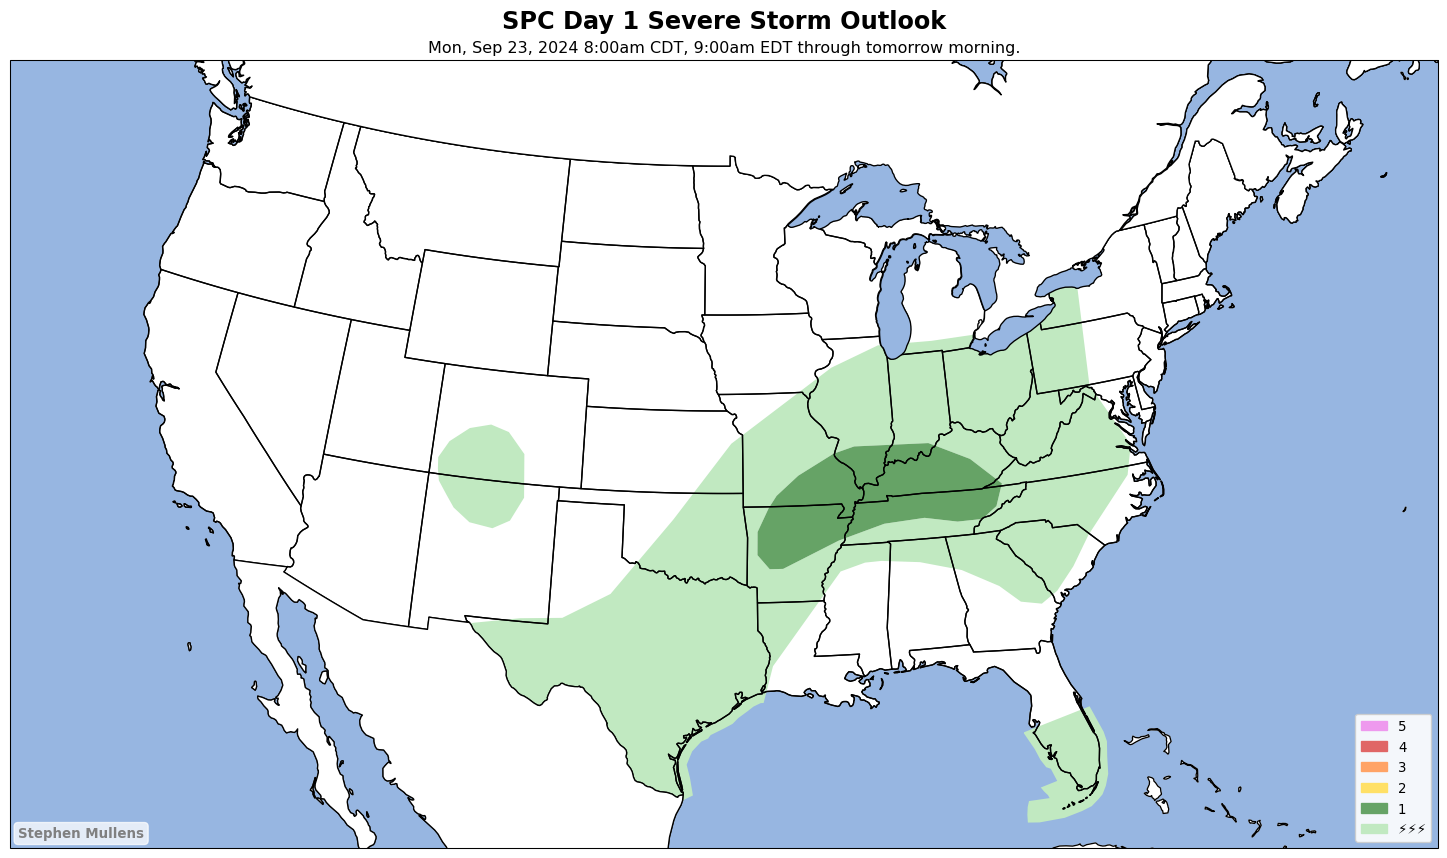 SPC Day 1 Severe Storm Outlook
Mon, Sep 23, 2024 8:00am CDT, 9:00am EDT through tomorrow morning.
5
4
3
2
1
⚡⚡⚡
Stephen Mullens